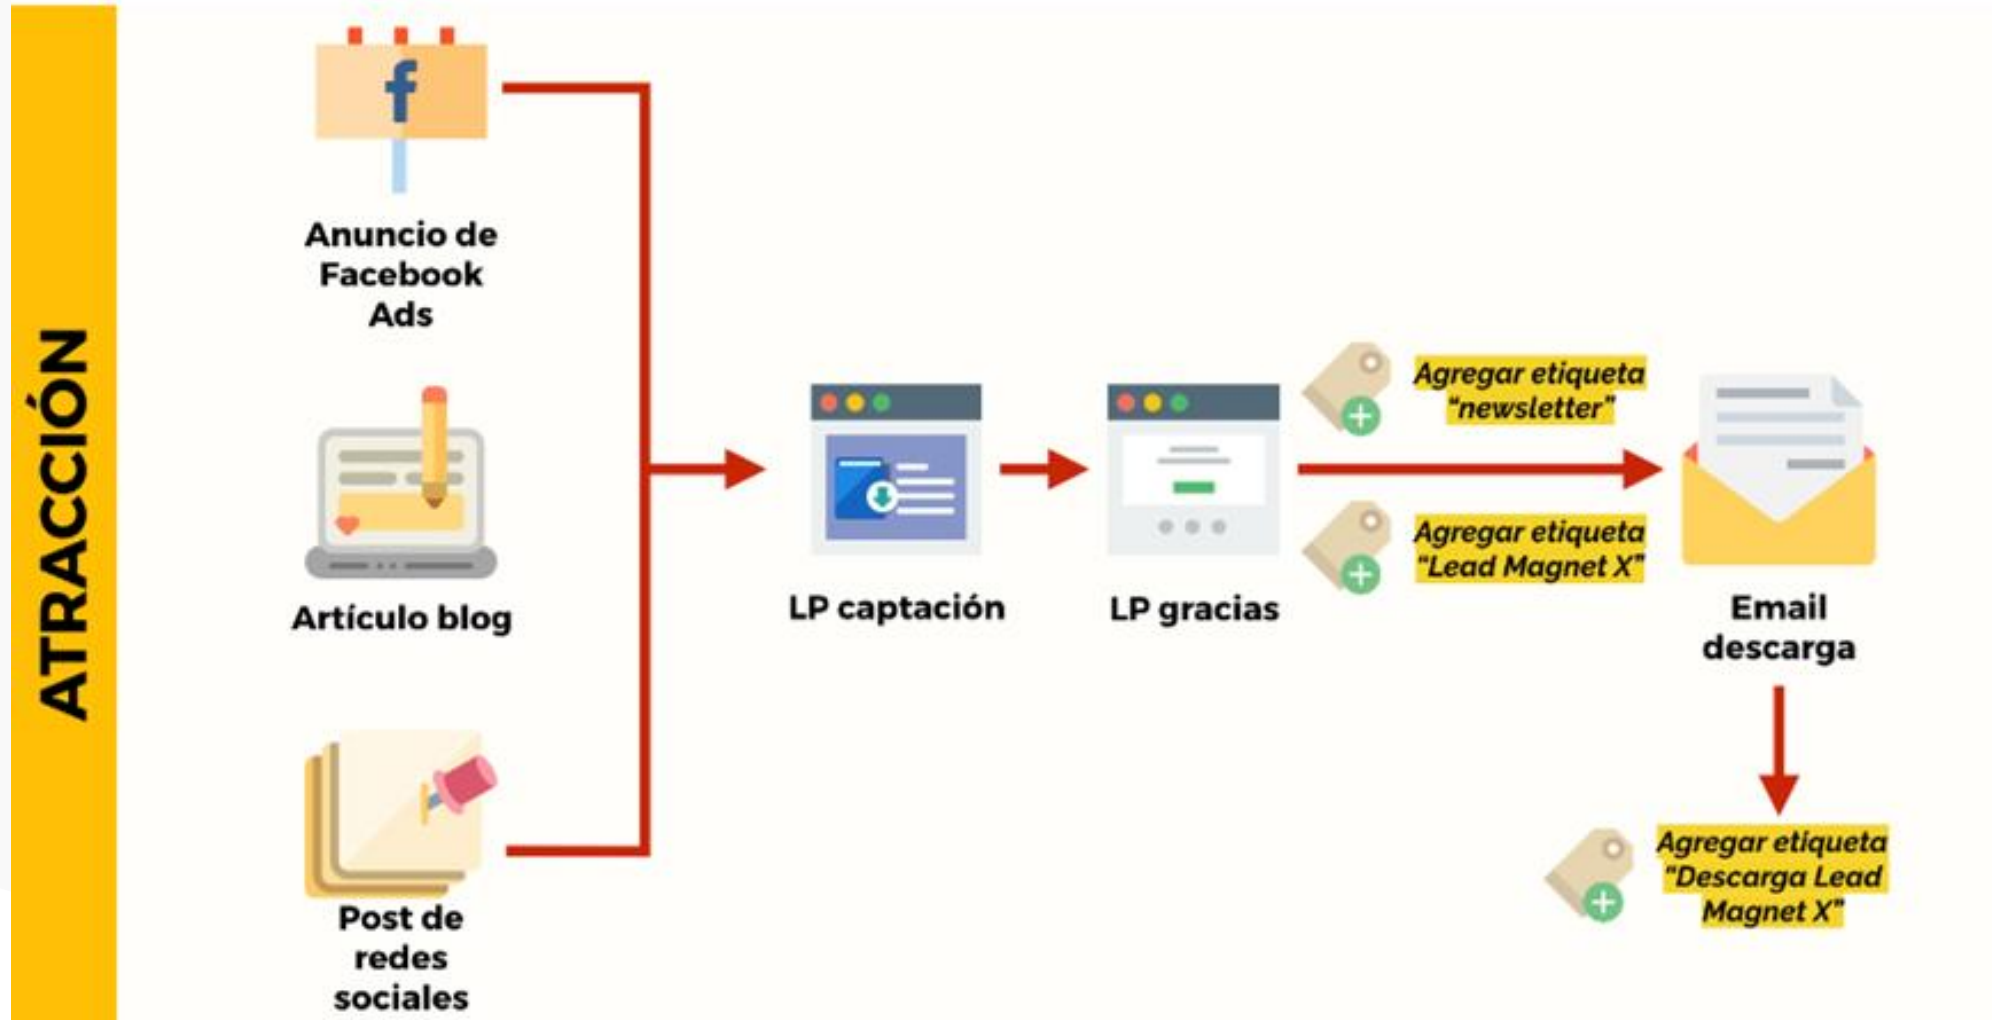 ATRACCIÓN
Anuncio de
Facebook
Ads
Artículo blog
Post de
redes
sociales
LP captación
LP gracias
Agregar etiqueta
“newsletter”
Agregar etiqueta
“Lead Magnet X”
Email
descarga
Agregar etiqueta
“Descarga Lead
Magnet X”